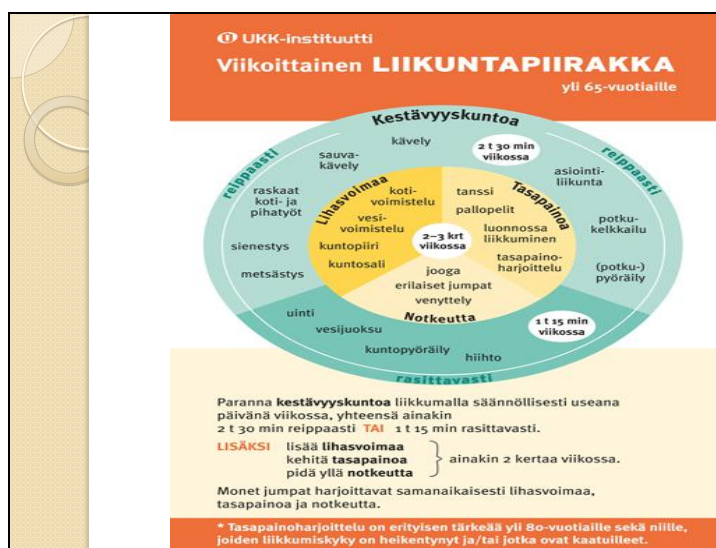 UKK-instituutti
Viikoittainen LIIKUNTAPIIRAKKA
yli 65-vuotiaille
Kestävyyskuntoa
reippaasti
reippaasti
kävely
2 t 30 min
viikossa
sauva-
kävely
asiointi-
liikunta
raskaat
koti- ja
pihatyöt
potku-
kelkkailu
sienestys
metsästys
(potku-)
pyöräily
Lihasvoimaa
koti-
voimistelu
vesi-
voimistelu
kuntopiiri
kuntosali
Tasapainoa
tanssi
pallopelit
luonnossa
liikkuminen
tasapaino-
harjoittelu
2–3 krt
viikossa
jooga
erilaiset jumpat
venyttely
Notkeutta
uinti
vesijuoksu
kuntopyöräily
hiihto
1 t 15 min
viikossa
rasittavasti
Paranna kestävyyskuntoa liikkumalla säännöllisesti useana
päivänä viikossa, yhteensä ainakin
2 t 30 min reippaasti TAI 1 t 15 min rasittavasti.
LISÄKSI lisää lihasvoimaa
kehitä tasapainoa
pidä yllä notkeutta
ainakin 2 kertaa viikossa.
Monet jumpat harjoittavat samanaikaisesti lihasvoimaa,
tasapainoa ja notkeutta.
* Tasapainoharjoittelu on erityisen tärkeää yli 80-vuotiaille sekä niille,
joiden liikkumiskyky on heikentynyt ja/tai jotka ovat kaatuilleet.